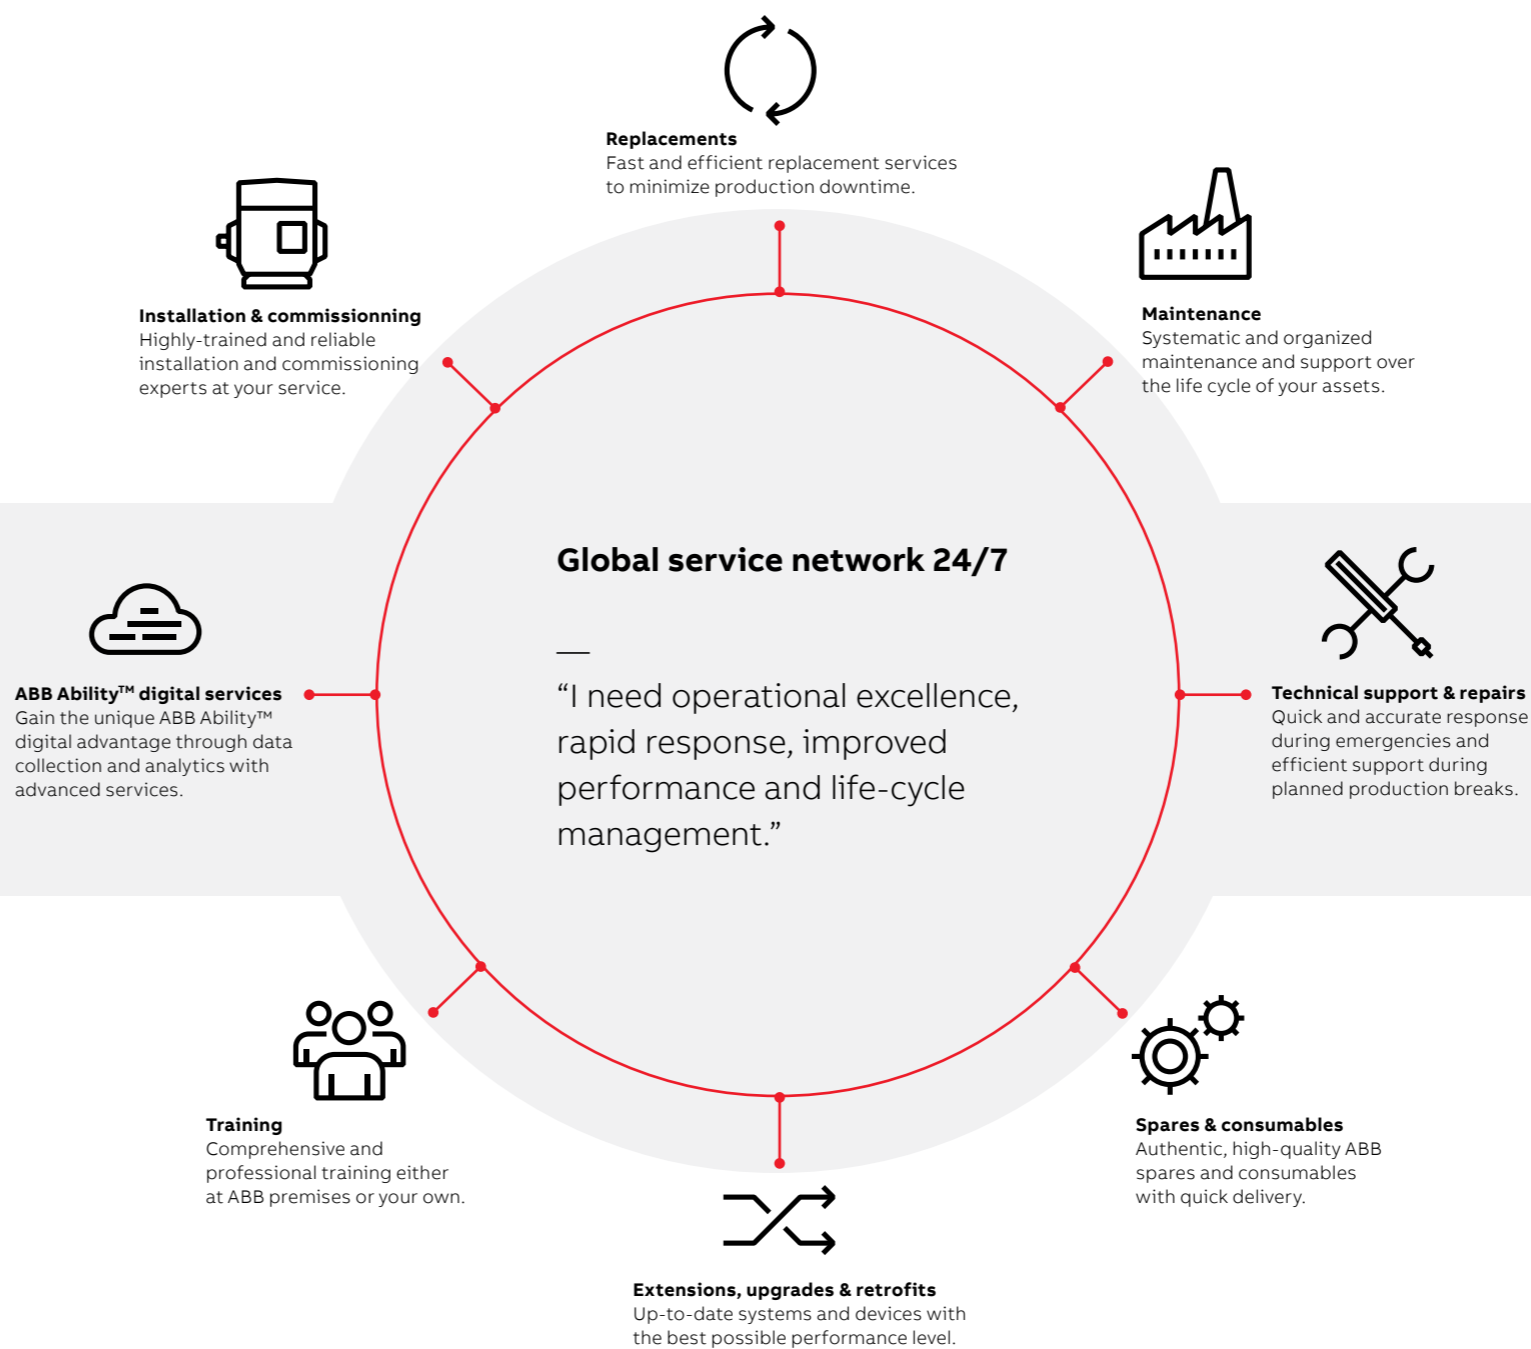 Replacements
Fast and efficient replacement services
to minimize production downtime.
Installation & commissionning
Highly-trained and reliable
installation and commissioning
experts at your service.
Maintenance
Systematic and organized
maintenance and support over
the life cycle of your assets.
Global service network 24/7
“I need operational excellence,
rapid response, improved
performance and life-cycle
management.”
ABB Ability™ digital services
Gain the unique ABB Ability™
digital advantage through data
collection and analytics with
advanced services.
Technical support & repairs
Quick and accurate response
during emergencies and
efficient support during
planned production breaks.
Training
Comprehensive and
professional training either
at ABB premises or your own.
Spares & consumables
Authentic, high-quality ABB
spares and consumables
with quick delivery.
Extensions, upgrades & retrofits
Up-to-date systems and devices with
the best possible performance level.